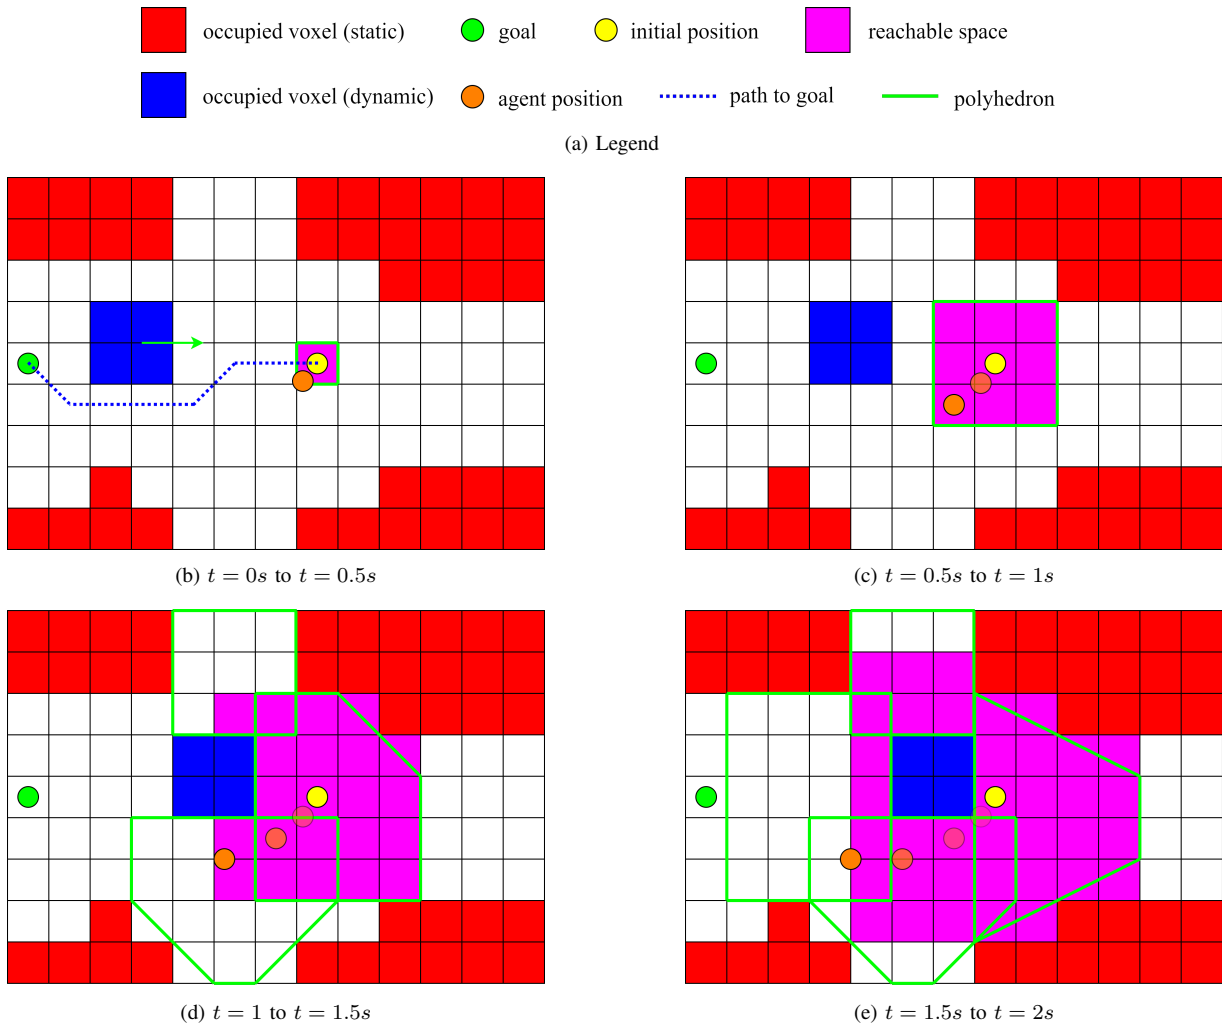 occupied voxel (static) goal initial position reachable space
occupied voxel (dynamic) agent position path to goal polyhedron
(a) Legend
(b) t = 0s to t = 0.5s
(c) t = 0.5s to t = 1s
(d) t = 1 to t = 1.5s
(e) t = 1.5s to t = 2s